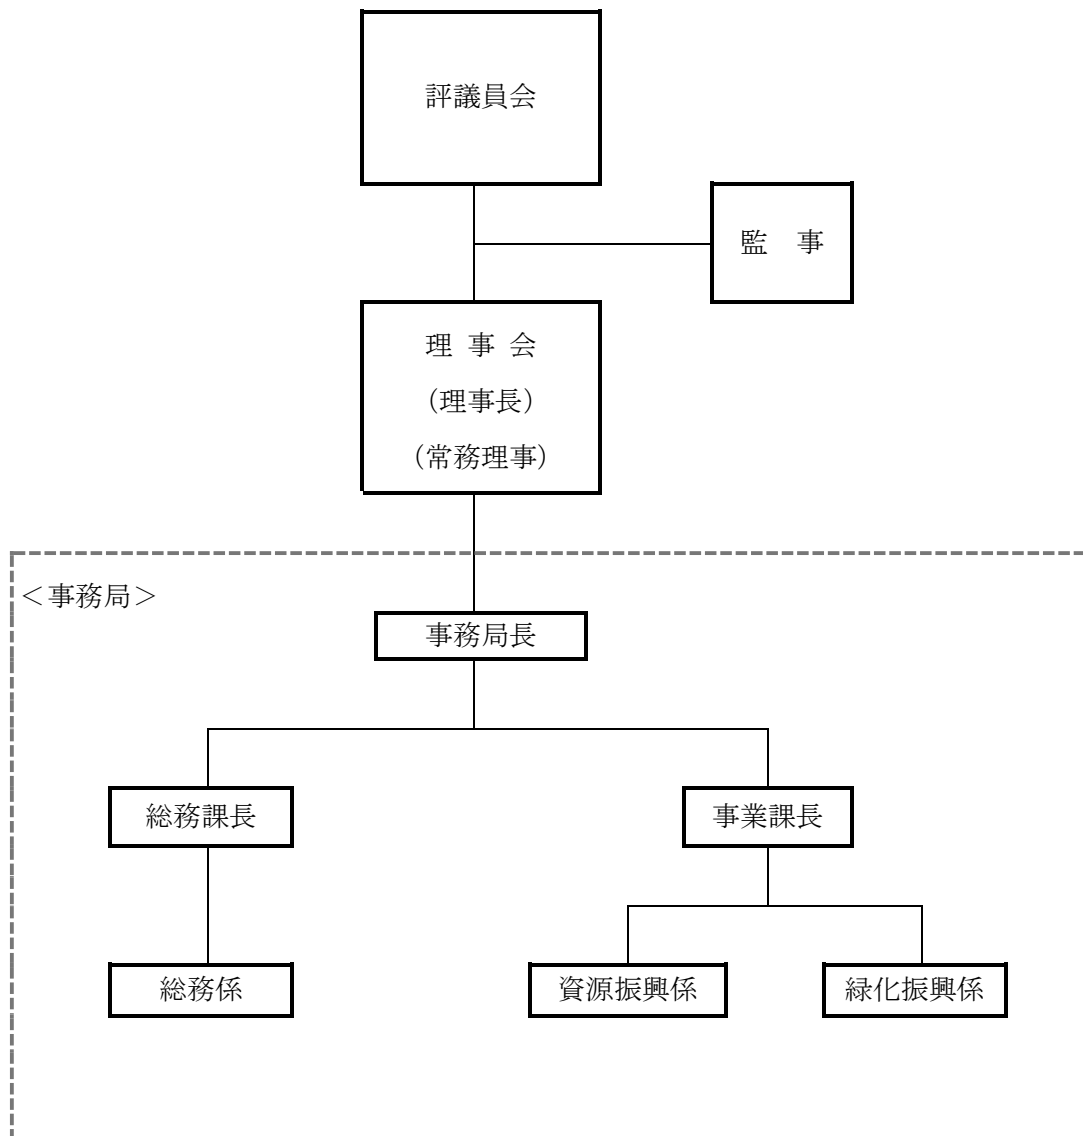 評議員会
監　事
理 事 会
（理事長）
（常務理事）
＜事務局＞
事務局長
総務課長
事業課長
総務係
資源振興係
緑化振興係